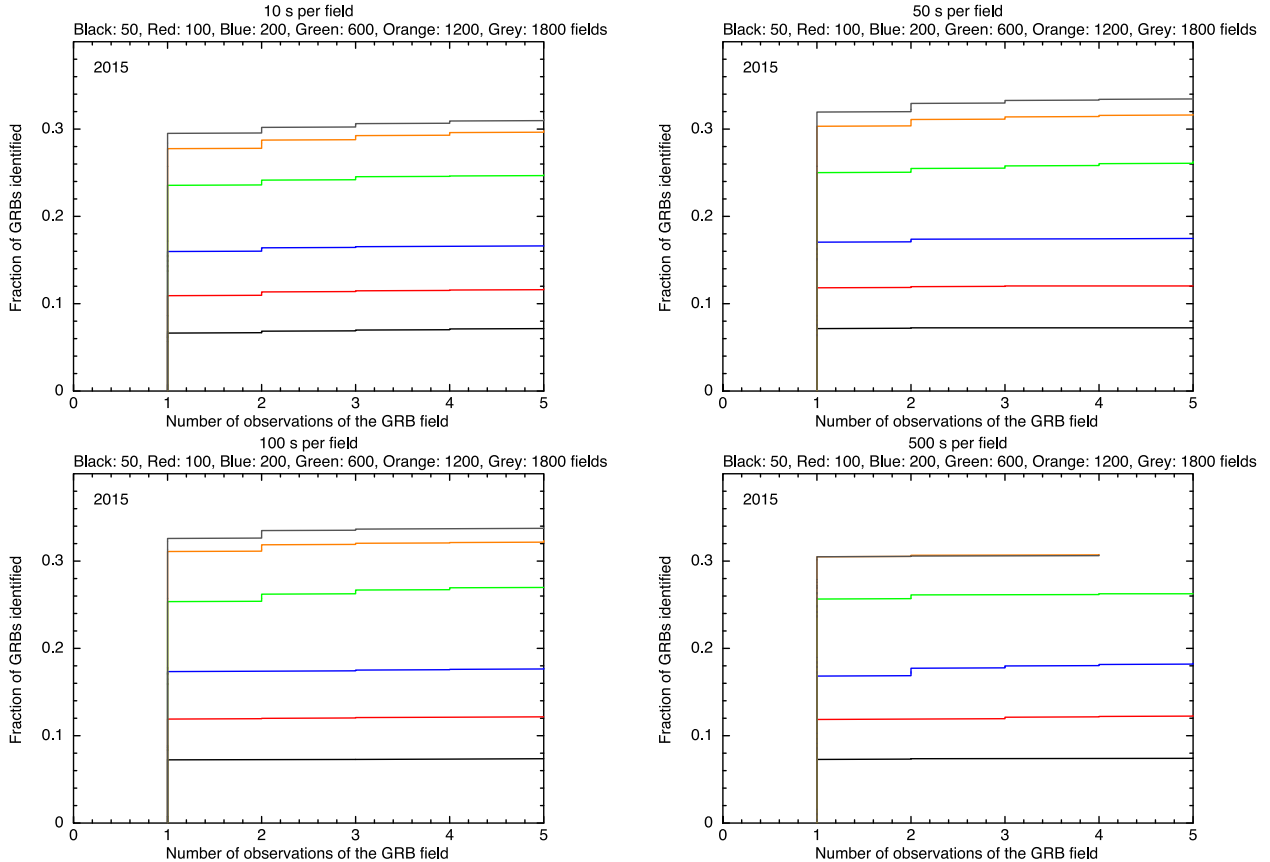 10 s per field
Black: 50, Red: 100, Blue: 200, Green: 600, Orange: 1200, Grey: 1800 fields
2015
Fraction of GRBs identified
0.3
0.2
0.1
0
0 1 2 3 4 5
Number of observations of the GRB field
50 s per field
Black: 50, Red: 100, Blue: 200, Green: 600, Orange: 1200, Grey: 1800 fields
2015
Fraction of GRBs identified
0.3
0.2
0.1
0
0 1 2 3 4 5
Number of observations of the GRB field
100 s per field
Black: 50, Red: 100, Blue: 200, Green: 600, Orange: 1200, Grey: 1800 fields
2015
Fraction of GRBs identified
0.3
0.2
0.1
0
0 1 2 3 4 5
Number of observations of the GRB field
500 s per field
Black: 50, Red: 100, Blue: 200, Green: 600, Orange: 1200, Grey: 1800 fields
2015
Fraction of GRBs identified
0.3
0.2
0.1
0
0 1 2 3 4 5
Number of observations of the GRB field